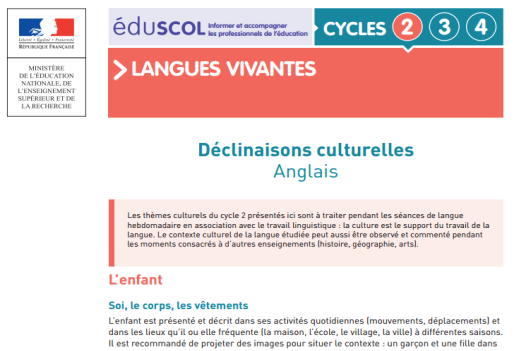 éduSCOL
Informer et accompagner
les professionnels de l'éducation
CYCLES 2 3 4
Liberté • Égalité • Fraternité
RÉPUBLIQUE FRANÇAISE
MINISTÈRE
DE L'ÉDUCATION
NATIONALE, DE
L'ENSEIGNEMENT
SUPÉRIEUR ET DE
LA RECHERCHE
LANGUES VIVANTES
Déclinaisons culturelles
Anglais
Les thèmes culturels du cycle 2 présentés ici sont à traiter pendant les séances de langue
hebdomadaire en association avec le travail linguistique : la culture est le support du travail de la
langue. Le contexte culturel de la langue étudiée peut aussi être observé et commenté pendant
les moments consacrés à d'autres enseignements (histoire, géographie, arts).
L'enfant
Soi, le corps, les vêtements
L'enfant est présenté et décrit dans ses activités quotidiennes (mouvements, déplacements) et
dans les lieux qu'il ou elle fréquente (la maison, l'école, le village, la ville) à différentes saisons.
Il est recommandé de projeter des images pour situer le contexte : un garçon et une fille dans